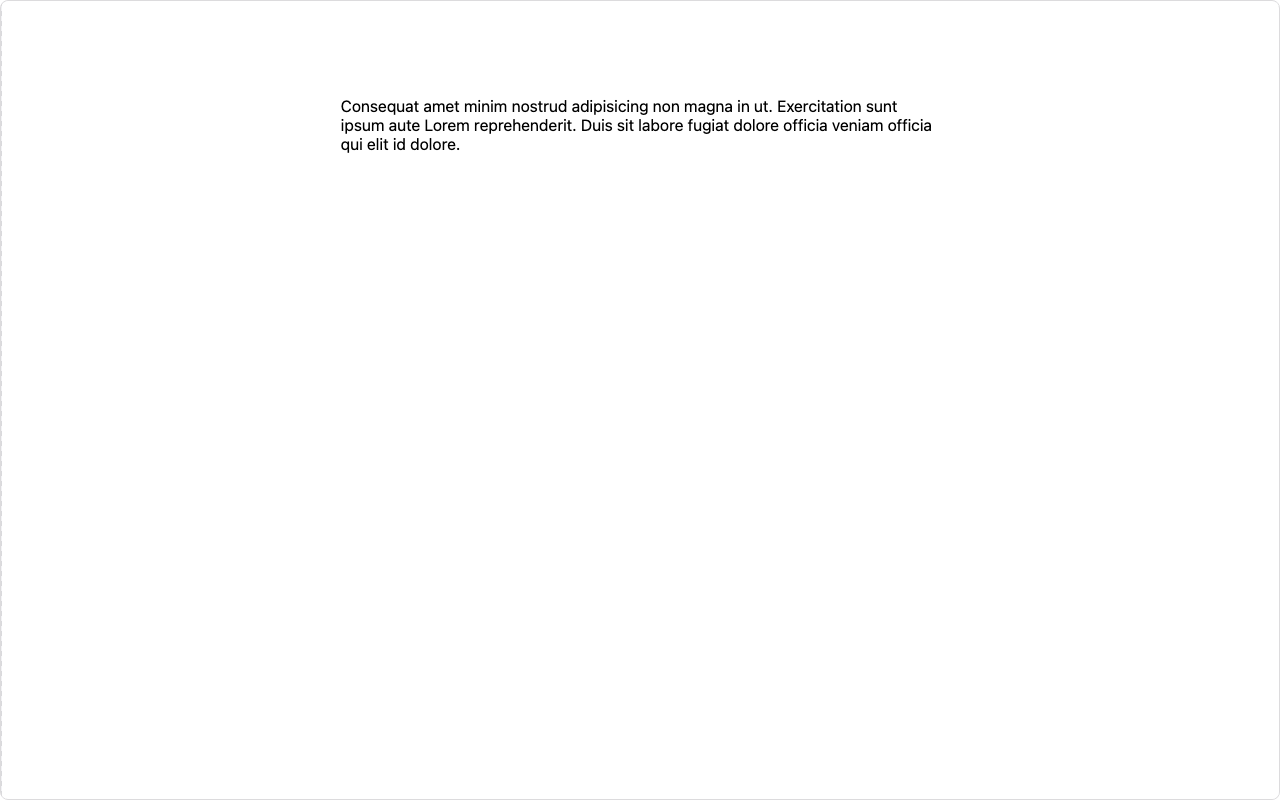 Consequat amet minim nostrud adipisicing non magna in ut. Exercitation sunt
ipsum aute Lorem reprehenderit. Duis sit labore fugiat dolore officia veniam officia
qui elit id dolore.